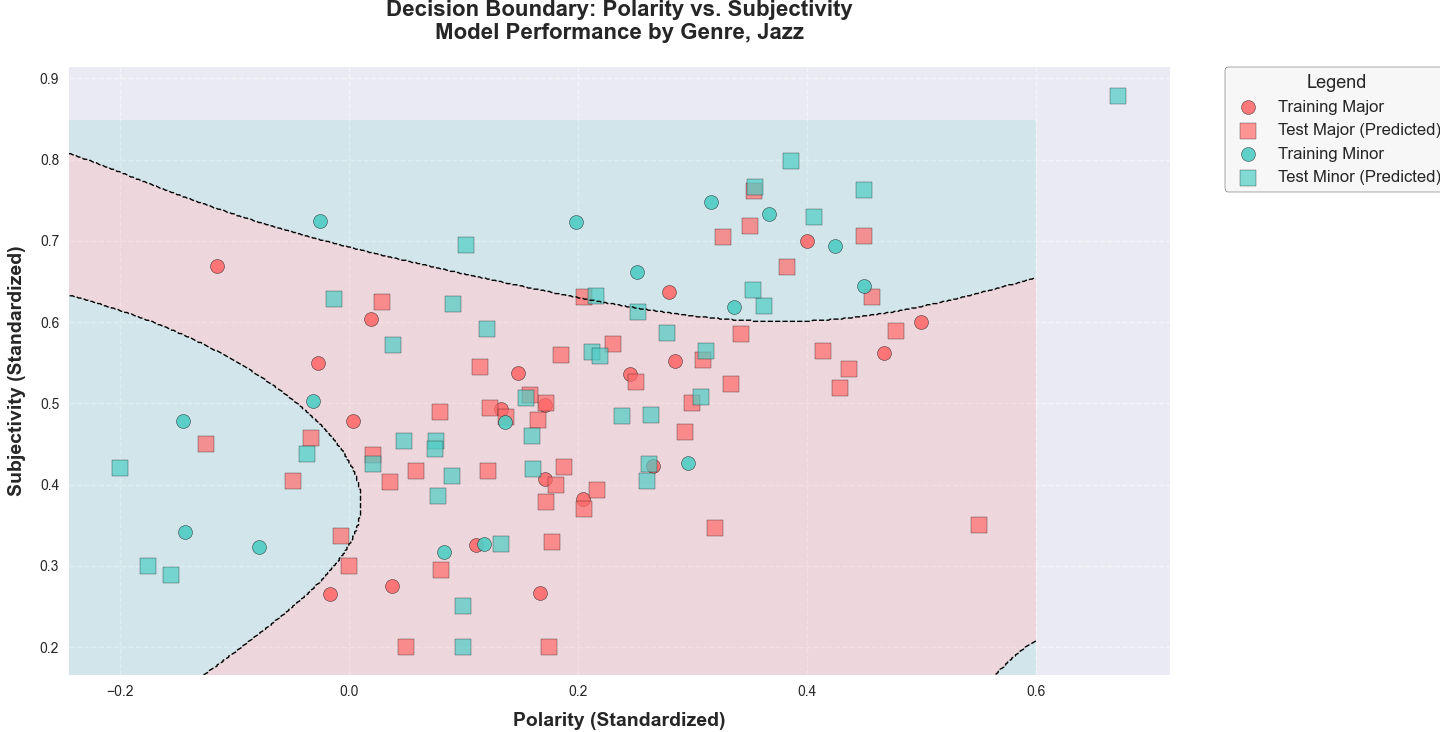 Decision Boundary: Polarity vs. Subjectivity
Model Performance by Genre, Jazz
Subjectivity (Standardized)
0.9
0.8
0.7
0.6
0.5
0.4
0.3
0.2
−0.2
0.0
0.2
0.4
0.6
Polarity (Standardized)
Legend
Training Major
Test Major (Predicted)
Training Minor
Test Minor (Predicted)